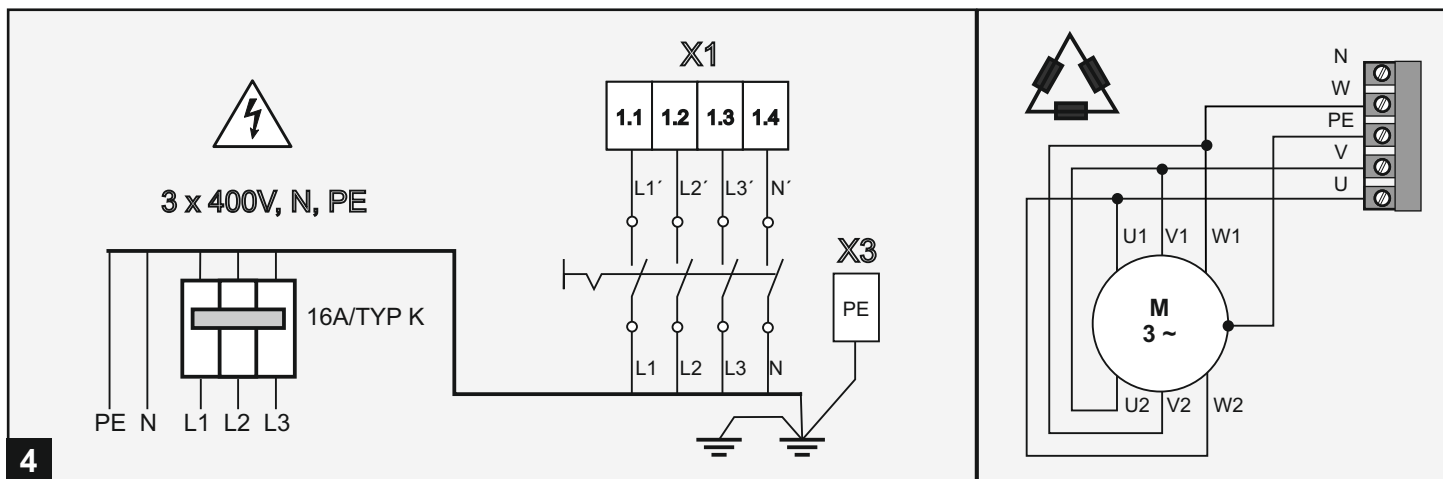 X1
1.1 1.2 1.3 1.4
L1´ L2´ L3´ N´
3 x 400V, N, PE
X3
PE
16A/TYP K
L1 L2 L3 N
PE N L1 L2 L3
4
N
W
PE
V
U
U1 V1 W1
M
3 ~
U2 V2 W2